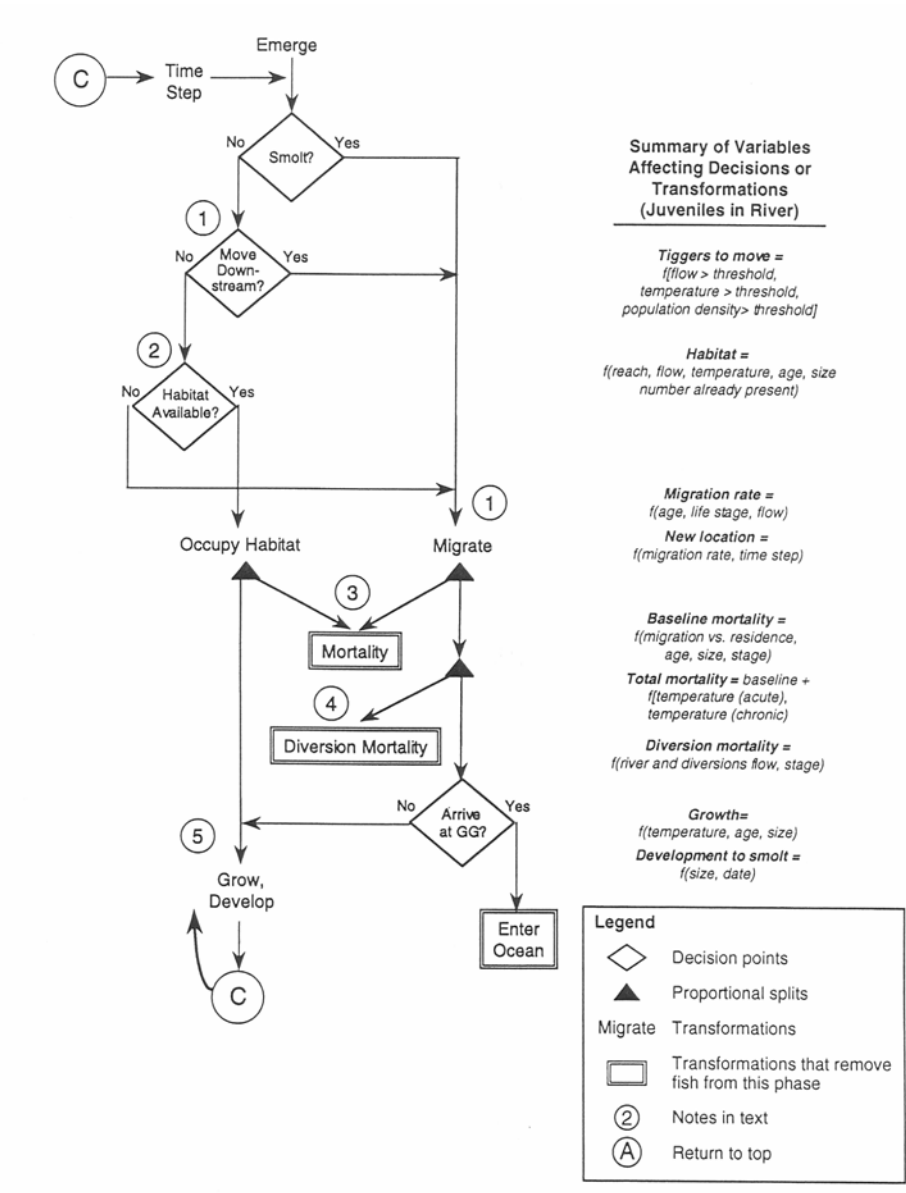 Emerge
C
Time
Step
No
Smolt?
Yes
1
No
Move
Down-
stream?
Yes
2
No
Habitat
Available?
Yes
1
Occupy Habitat
Migrate
3
Mortality
4
Diversion Mortality
No
Arrive
at GG?
Yes
5
Grow,
Develop
Enter
Ocean
C
Summary of Variables
Affecting Decisions or
Transformations
(Juveniles in River)
Tiggers to move =
f[flow > threshold,
temperature > threshold,
population density> threshold]
Habitat =
f(reach, flow, temperature, age, size
number already present)
Migration rate =
f(age, life stage, flow)
New location =
f(migration rate, time step)
Baseline mortality =
f(migration vs. residence,
age, size, stage)
Total mortality = baseline +
f[temperature (acute),
temperature (chronic)
Diversion mortality =
f(river and diversions flow, stage)
Growth=
f(temperature, age, size)
Development to smolt =
f(size, date)
Legend
Decision points
Proportional splits
Migrate Transformations
Transformations that remove
fish from this phase
2 Notes in text
A Return to top